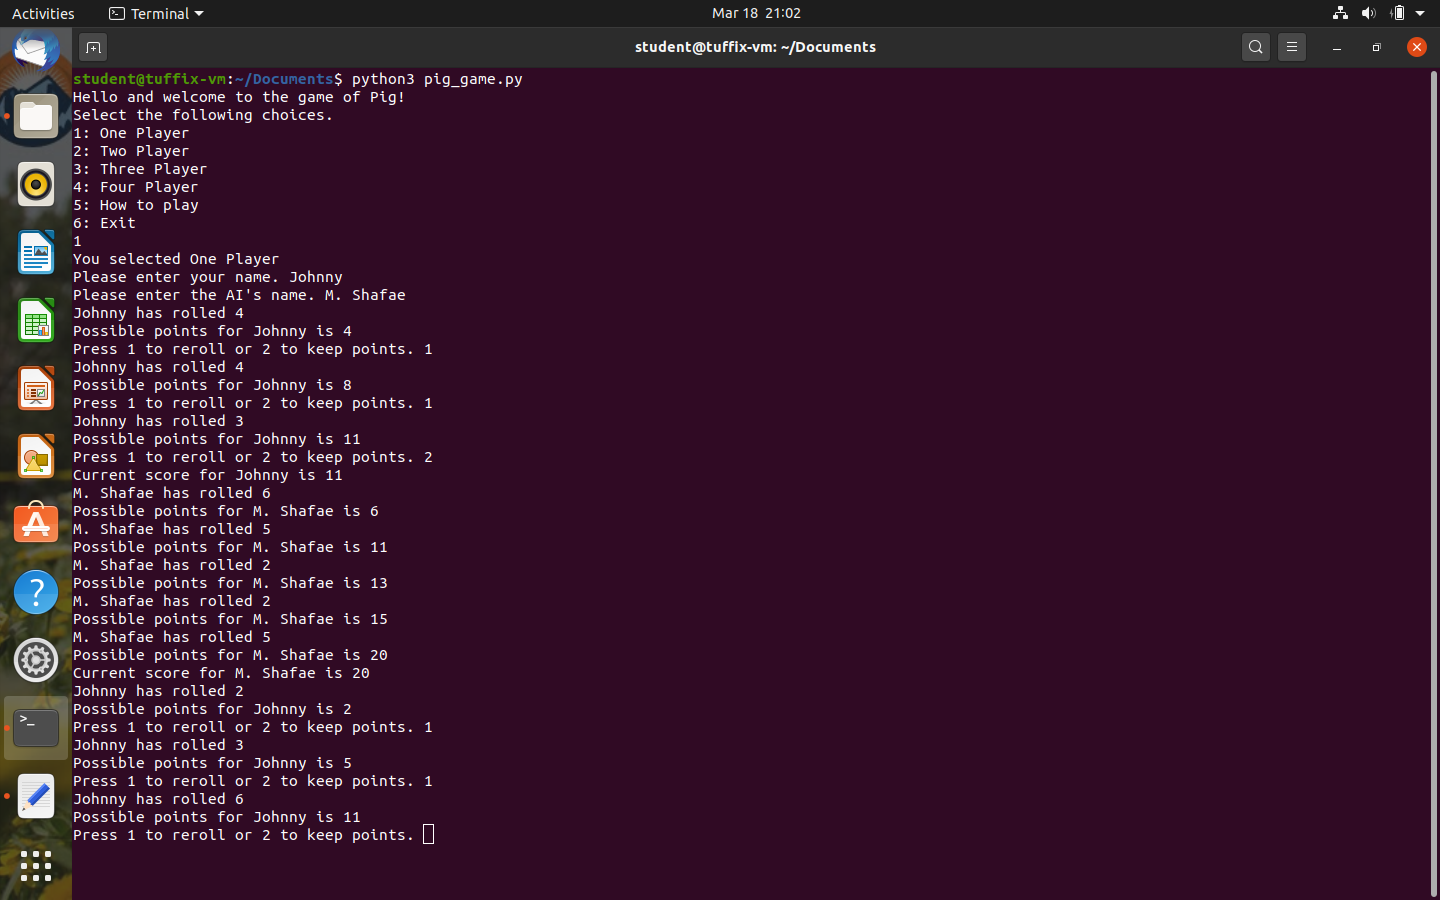 Activities Terminal Mar 18 21:02
student@tuffix-vm: ~/Documents
student@tuffix-vm:~/Documents$ python3 pig_game.py
Hello and welcome to the game of Pig!
Select the following choices.
1: One Player
2: Two Player
3: Three Player
4: Four Player
5: How to play
6: Exit
1
You selected One Player
Please enter your name. Johnny
Please enter the AI's name. M. Shafae
Johnny has rolled 4
Possible points for Johnny is 4
Press 1 to reroll or 2 to keep points. 1
Johnny has rolled 4
Possible points for Johnny is 8
Press 1 to reroll or 2 to keep points. 1
Johnny has rolled 3
Possible points for Johnny is 11
Press 1 to reroll or 2 to keep points. 2
Current score for Johnny is 11
M. Shafae has rolled 6
Possible points for M. Shafae is 6
M. Shafae has rolled 5
Possible points for M. Shafae is 11
M. Shafae has rolled 2
Possible points for M. Shafae is 13
M. Shafae has rolled 2
Possible points for M. Shafae is 15
M. Shafae has rolled 5
Possible points for M. Shafae is 20
Current score for M. Shafae is 20
Johnny has rolled 2
Possible points for Johnny is 2
Press 1 to reroll or 2 to keep points. 1
Johnny has rolled 3
Possible points for Johnny is 5
Press 1 to reroll or 2 to keep points. 1
Johnny has rolled 6
Possible points for Johnny is 11
Press 1 to reroll or 2 to keep points.